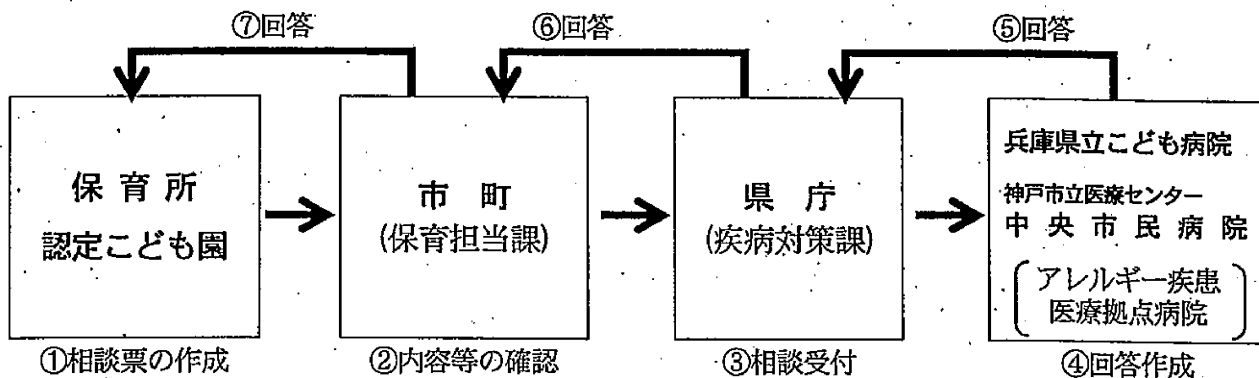 ⑦回答
⑥回答
⑤回答
保育所
認定こども園
市町
(保育担当課)
県庁
(疾病対策課)
兵庫県立こども病院
神戸市立医療センター
中央市民病院
アレルギー疾患
医療拠点病院
①相談票の作成
②内容等の確認
③相談受付
④回答作成